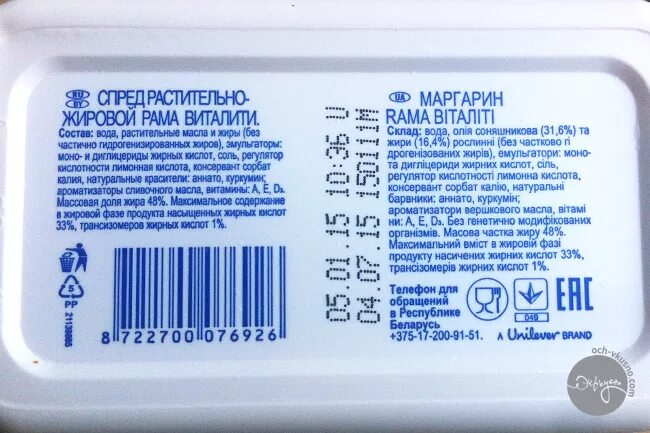 RU BY СПРЕД РАСТИТЕЛЬНО-
ЖИРОВОЙ РАМА ВИТАЛИТИ.
Состав: вода, растительные масла и жиры (без
частично гидрогенизированных жиров), эмульгаторы:
моно- и диглицериды жирных кислот, соль, регулятор
кислотности лимонная кислота, консервант сорбат
калия, натуральные красители: аннато, куркумин;
ароматизаторы сливочного масла, витамины: A, E, D₃.
Массовая доля жира 48%. Максимальное содержание
в жировой фазе продукта насыщенных жирных кислот
33%, трансизомеров жирных кислот 1%.
5
PP
21138985
8 722700 076926
05.01.15 10:36 U
04.07.15 1501111M
UA МАРГАРИН
RAMA ВІТАЛІТІ
Склад: вода, олія соняшникова (31,6%) та
жири (16,4%) рослинні (без частково гі
дрогенізованих жирів), емульгатори: моно-
та дигліцериди жирних кислот, сіль,
регулятор кислотності лимонна кислота,
консервант сорбат калію, натуральні
барвники: аннато, куркумін;
ароматизатори вершкового масла, вітамі
ни: A, E, D₃. Без генетично модифікованих
організмів. Масова частка жиру 48%.
Максимальний вміст в жировій фазі
продукту насичених жирних кислот 33%,
трансізомерів жирних кислот 1%.
Телефон для
обращений
в Республике
Беларусь
+375-17-200-91-51.
049
EAC
A Unilever BRAND
och-vkusno.com